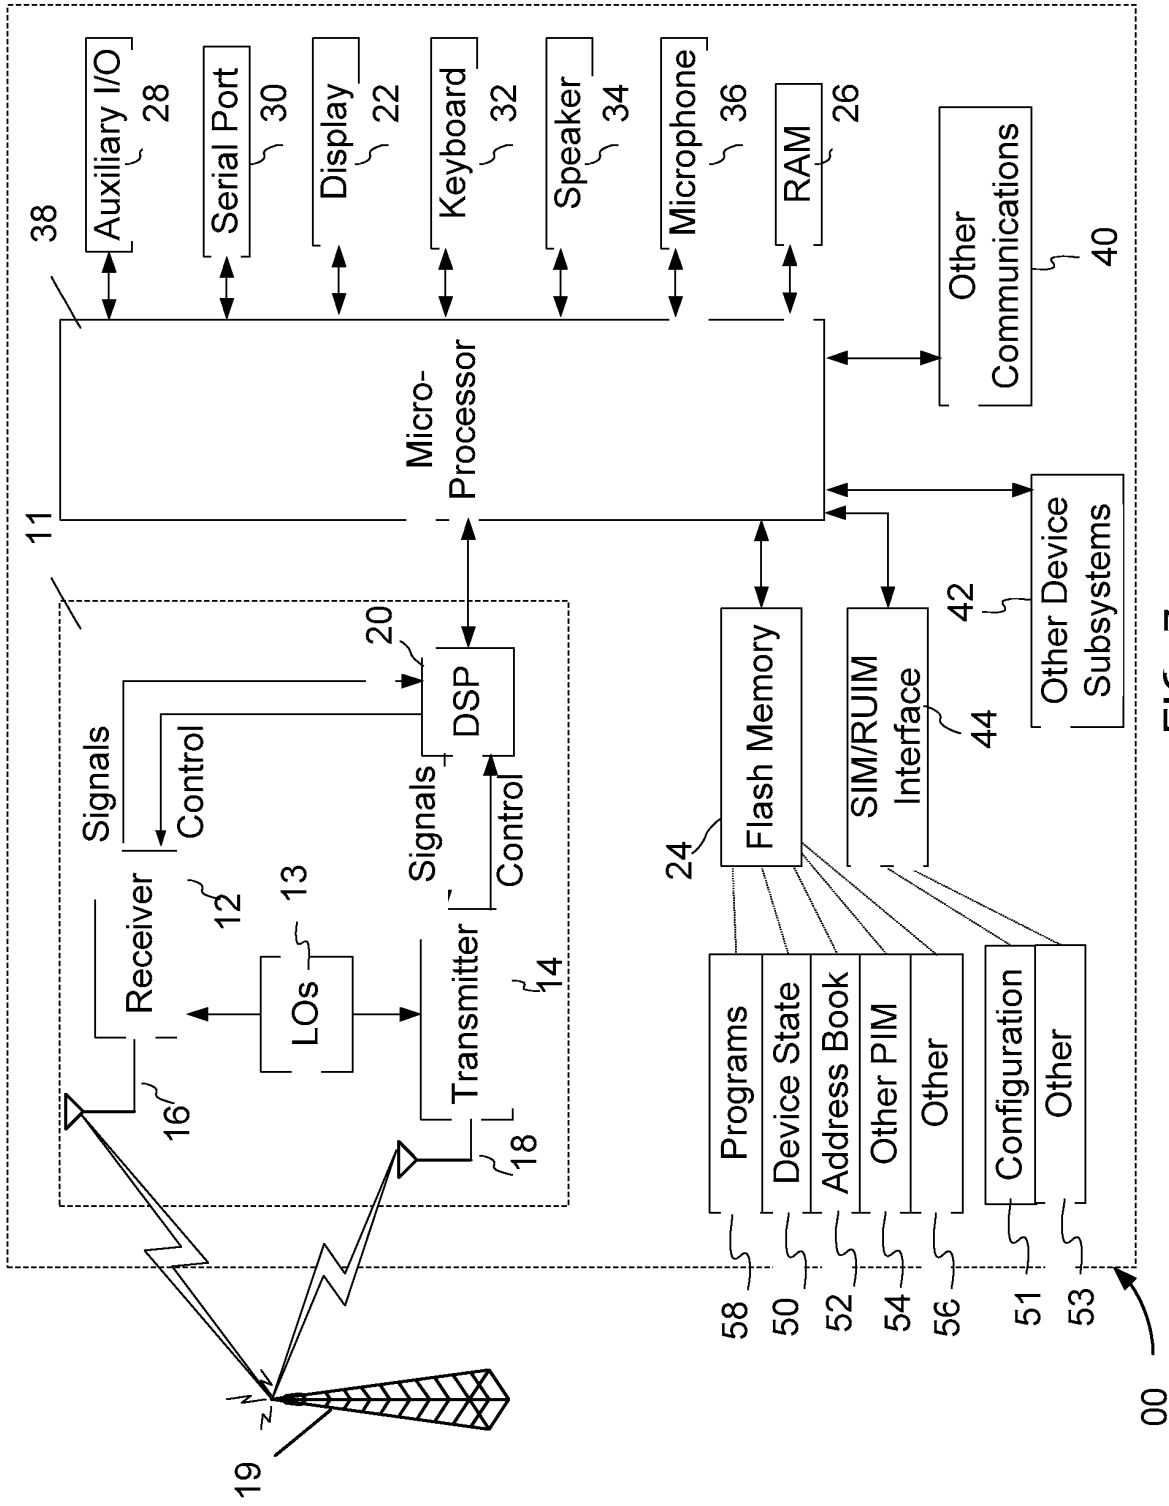 19
16
18
11
38
Signals
Control
Receiver
12
LOs
13
Transmitter
14
Signals
Control
DSP
20
Micro-
Processor
Auxiliary I/O
28
Serial Port
30
Display
22
Keyboard
32
Speaker
34
Microphone
36
RAM
26
Other
Communications
40
Other Device
Subsystems
42
SIM/RUIM
Interface
44
Flash Memory
24
Programs
58
Device State
50
Address Book
52
Other PIM
54
Other
56
Configuration
51
Other
53
00